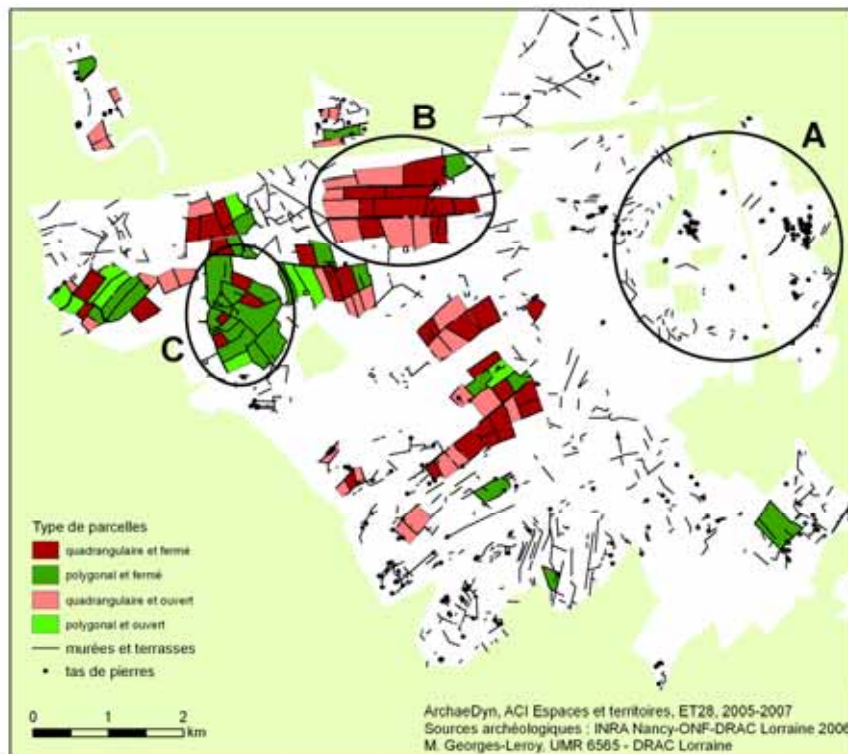 B
A
C
Type de parcelles
quadrangulaire et fermé
polygonal et fermé
quadrangulaire et ouvert
polygonal et ouvert
murées et terrasses
tas de pierres
0 1 2
km
ArchaeDyn, ACI Espaces et territoires, ET28, 2005-2007
Sources archéologiques : INRA Nancy-ONF-DRAC Lorraine 2006
M. Georges-Leroy, UMR 6565 - DRAC Lorraine